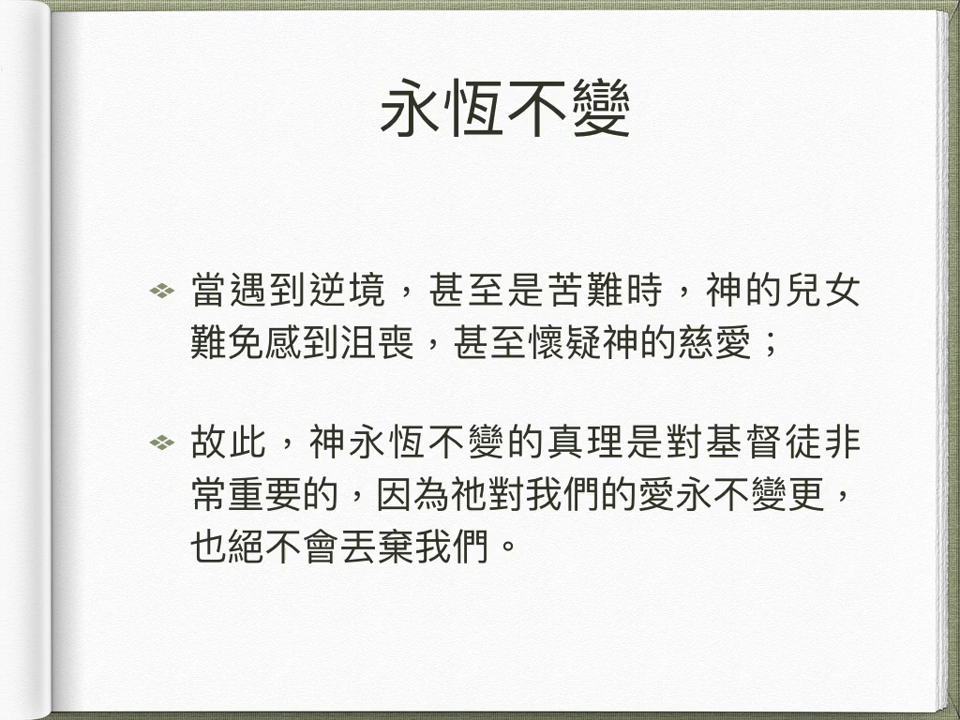 永恆不變
當遇到逆境，甚至是苦難時，神的兒女
難免感到沮喪，甚至懷疑神的慈愛；
故此，神永恆不變的真理是對基督徒非
常重要的，因為祂對我們的愛永不變更，
也絕不會丟棄我們。